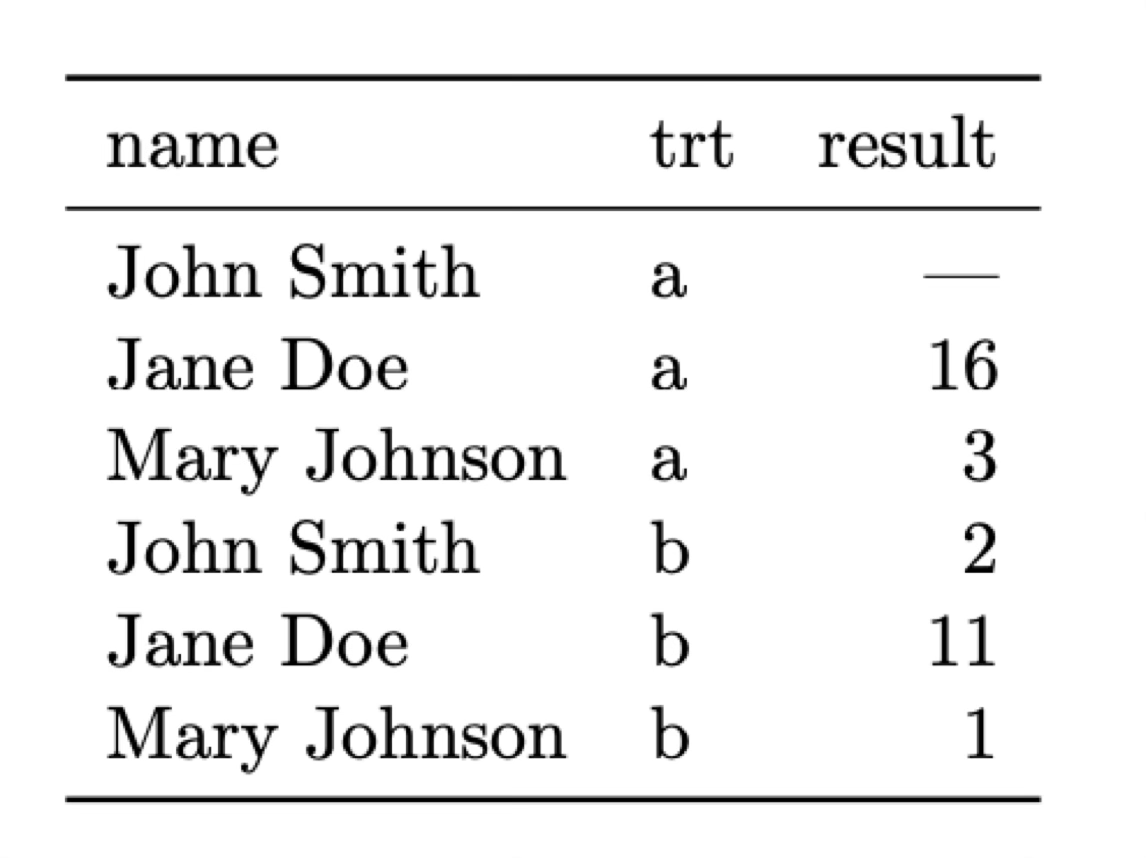 name trt result
John Smith a —
Jane Doe a 16
Mary Johnson a 3
John Smith b 2
Jane Doe b 11
Mary Johnson b 1